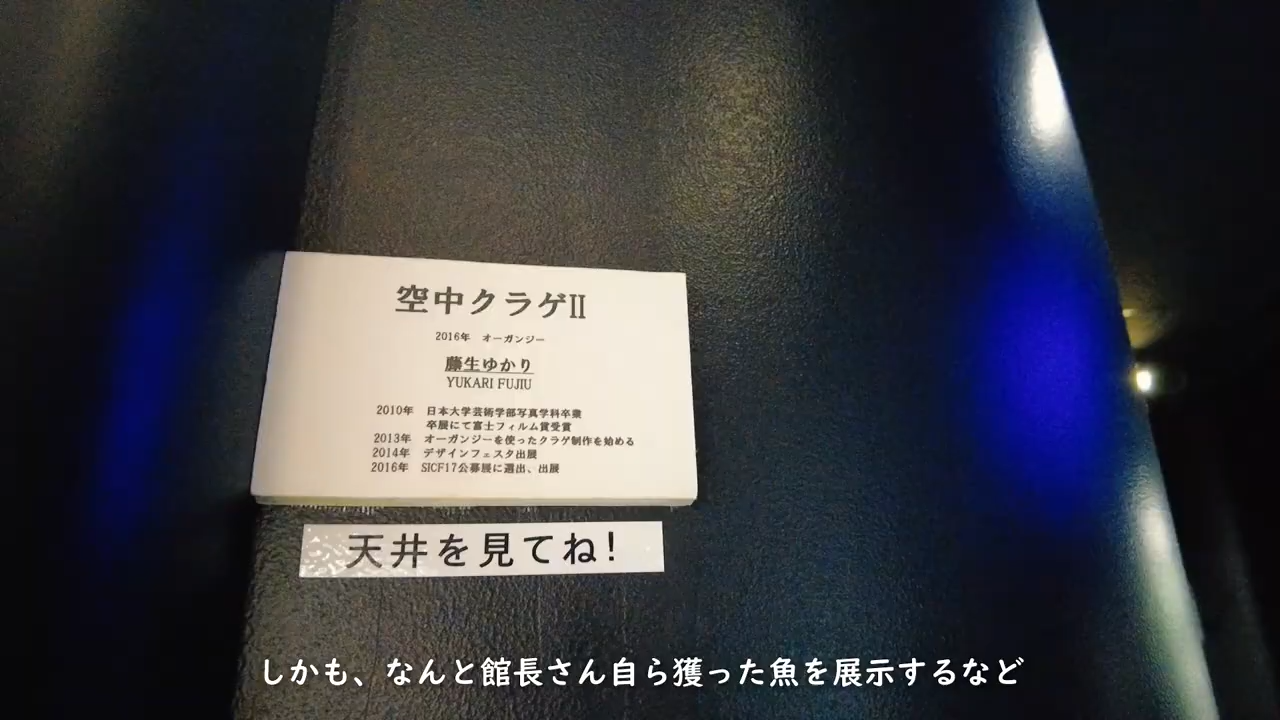 空中クラゲII
2016年 オーガンジー
藤生ゆかり
YUKARI FUJIU
2010年 日本大学芸術学部写真学科卒業
卒展にて富士フィルム賞受賞
2013年 オーガンジーを使ったクラゲ制作を始める
2014年 デザインフェスタ出展
2016年 SICF17公募展に選出、出展
天井を見てね!
しかも、なんと館長さん自ら獲った魚を展示するなど